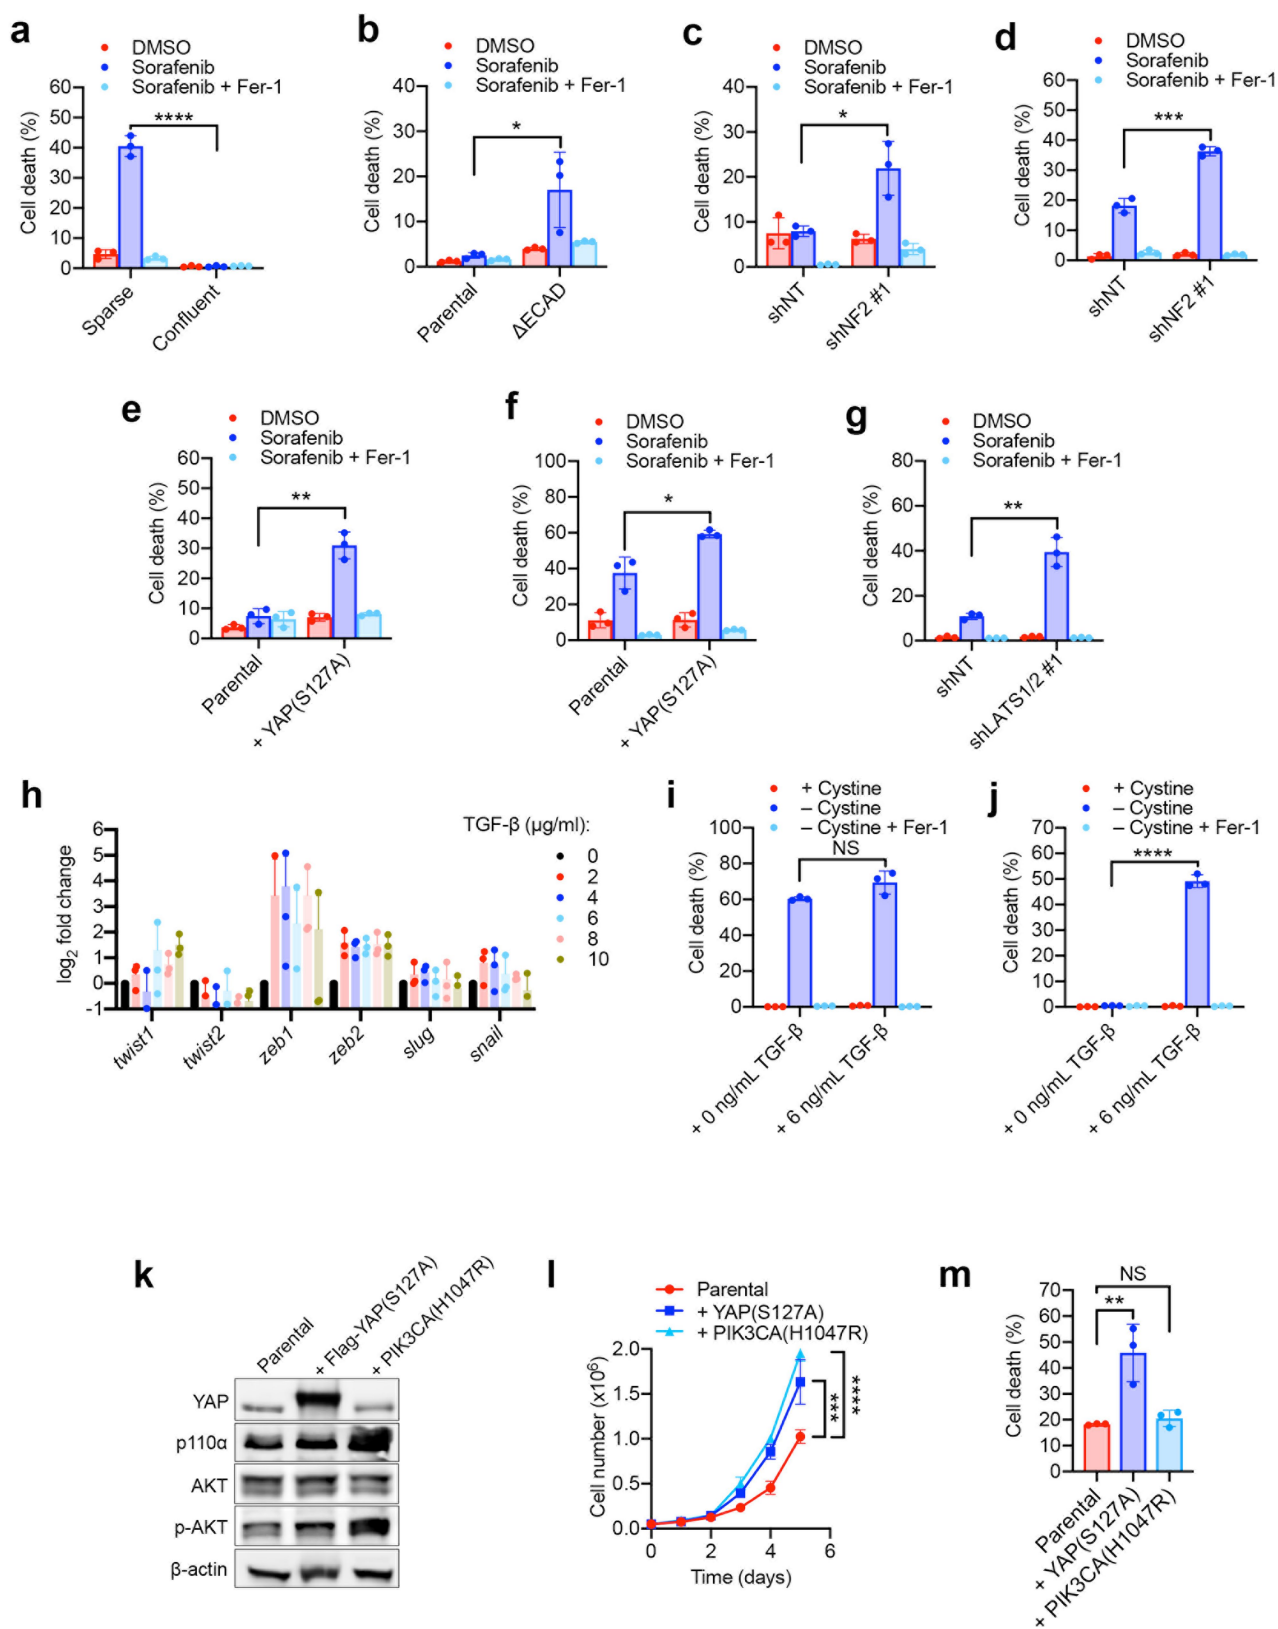 a
DMSO
Sorafenib
Sorafenib + Fer-1
60
50
40
30
20
10
0
Cell death (%)
****
Sparse
Confluent
b
DMSO
Sorafenib
Sorafenib + Fer-1
40
30
20
10
0
Cell death (%)
*
Parental
ΔECAD
c
DMSO
Sorafenib
Sorafenib + Fer-1
40
30
20
10
0
Cell death (%)
*
shNT
shNF2 #1
d
DMSO
Sorafenib
Sorafenib + Fer-1
60
50
40
30
20
10
0
Cell death (%)
***
shNT
shNF2 #1
e
DMSO
Sorafenib
Sorafenib + Fer-1
60
50
40
30
20
10
0
Cell death (%)
**
Parental
+ YAP(S127A)
f
DMSO
Sorafenib
Sorafenib + Fer-1
100
80
60
40
20
0
Cell death (%)
*
Parental
+ YAP(S127A)
g
DMSO
Sorafenib
Sorafenib + Fer-1
80
60
40
20
0
Cell death (%)
**
shNT
shLATS1/2 #1
h
TGF-β (μg/ml):
0
2
4
6
8
10
6
5
4
3
2
1
0
-1
log2 fold change
twist1
twist2
zeb1
zeb2
slug
snail
i
+ Cystine
– Cystine
– Cystine + Fer-1
100
80
60
40
20
0
Cell death (%)
NS
+ 0 ng/mL TGF-β
+ 6 ng/mL TGF-β
j
+ Cystine
– Cystine
– Cystine + Fer-1
70
60
50
40
30
20
10
0
Cell death (%)
****
+ 0 ng/mL TGF-β
+ 6 ng/mL TGF-β
k
Parental
+ Flag-YAP(S127A)
+ PIK3CA(H1047R)
YAP
p110α
AKT
p-AKT
β-actin
l
Parental
+ YAP(S127A)
+ PIK3CA(H1047R)
2.0
1.5
1.0
0.5
0.0
Cell number (x10⁶)
***
****
0
2
4
6
Time (days)
m
70
60
50
40
30
20
10
0
Cell death (%)
NS
**
Parental
+ YAP(S127A)
+ PIK3CA(H1047R)